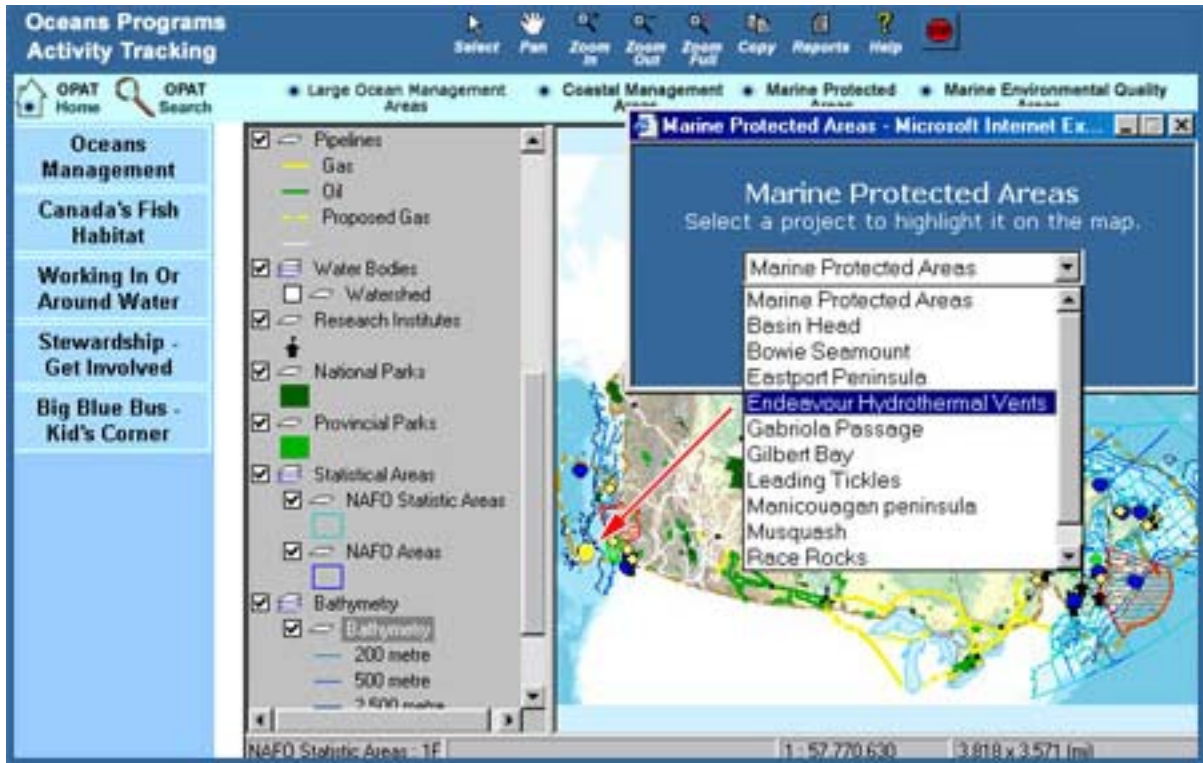 Oceans Programs
Activity Tracking
Select
Pan
Zoom
In
Zoom
Out
Zoom
Full
Copy
Reports
Help
OPAT
Home
OPAT
Search
Large Ocean Management
Areas
Coastal Management
Areas
Marine Protected
Areas
Marine Environmental Quality
Areas
Oceans
Management
Canada's Fish
Habitat
Working In Or
Around Water
Stewardship -
Get Involved
Big Blue Bus -
Kid's Corner
Pipelines
Gas
Oil
Proposed Gas
Water Bodies
Watershed
Research Institutes
National Parks
Provincial Parks
Statistical Areas
NAFO Statistic Areas
NAFO Areas
Bathymetry
Bathymetry
200 metre
500 metre
2,500 metre
Marine Protected Areas - Microsoft Internet Ex...
Marine Protected Areas
Select a project to highlight it on the map.
Marine Protected Areas
Marine Protected Areas
Basin Head
Bowie Seamount
Eastport Peninsula
Endeavour Hydrothermal Vents
Gabriola Passage
Gilbert Bay
Leading Tickles
Manicouagan peninsula
Musquash
Race Rocks
NAFO Statistic Areas : 1F
1 : 57,770,630
3,818 x 3,571 (mi)